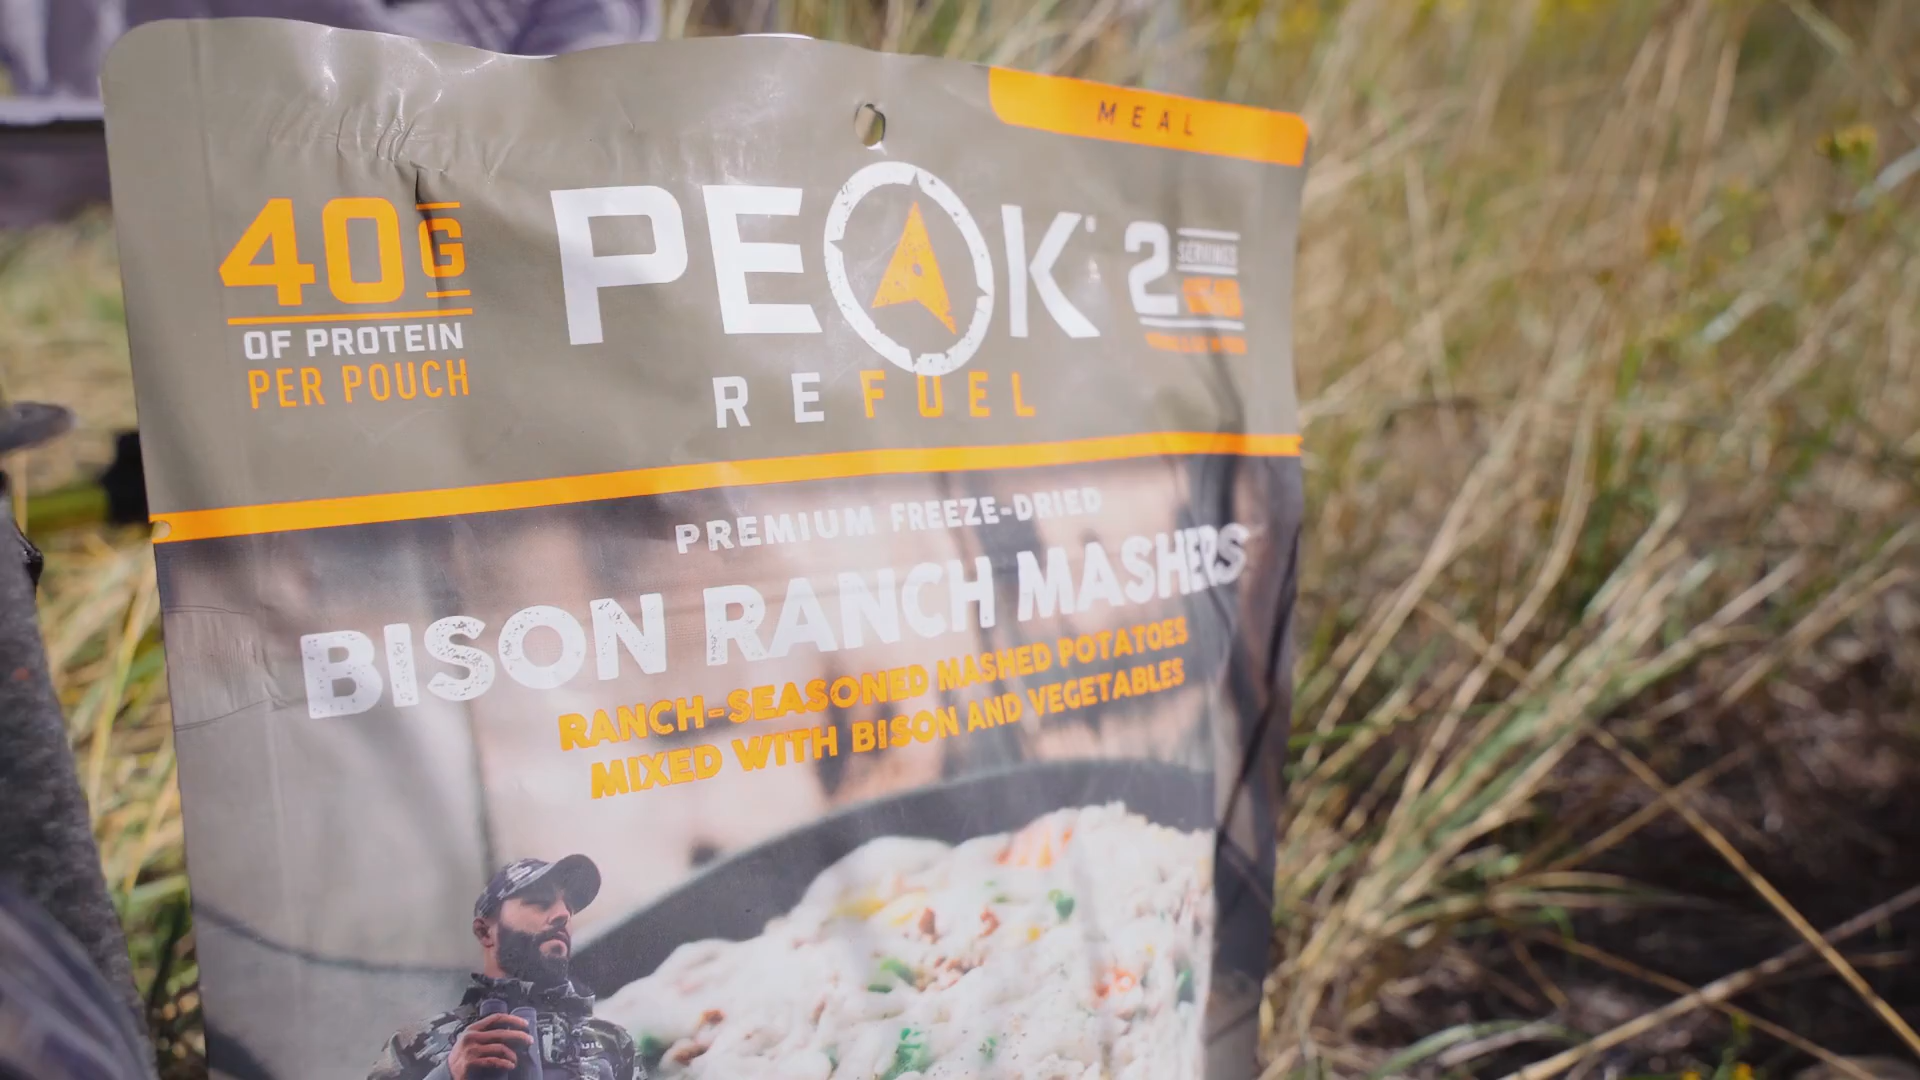 MEAL
40G
OF PROTEIN
PER POUCH
PEAK
REFUEL
2 SERVINGS
PREMIUM FREEZE-DRIED
BISON RANCH MASHERS
RANCH-SEASONED MASHED POTATOES
MIXED WITH BISON AND VEGETABLES